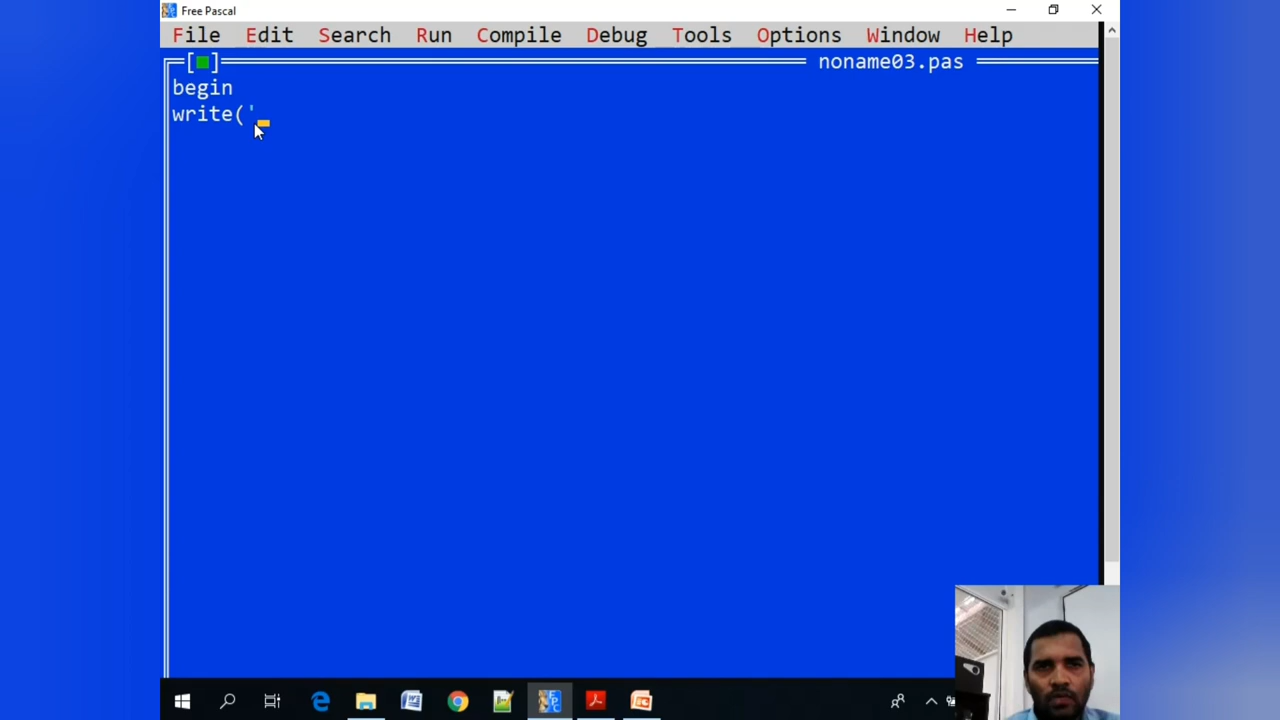 Free Pascal
File Edit Search Run Compile Debug Tools Options Window Help
noname03.pas
begin
write('